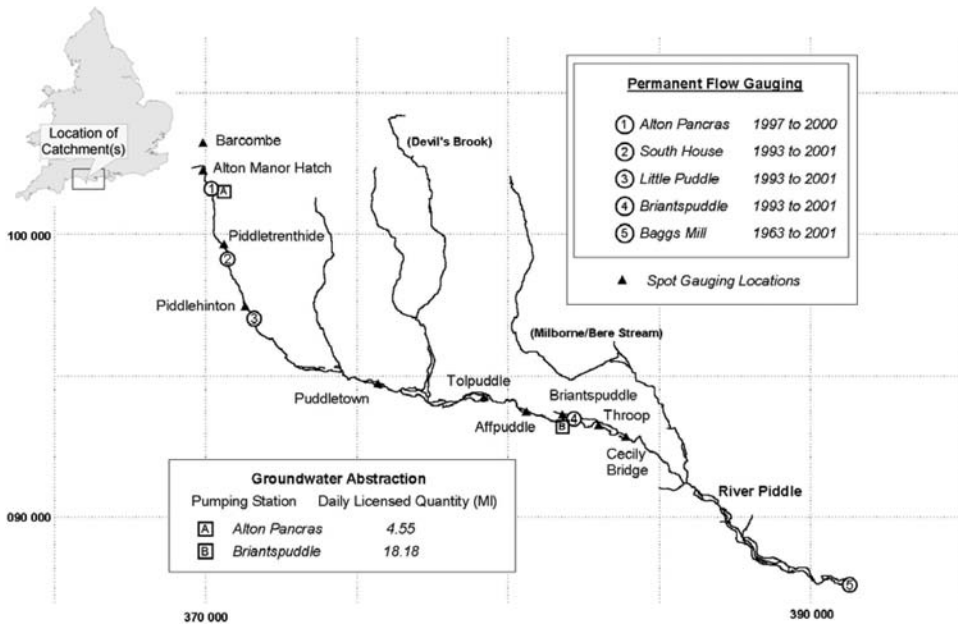 Location of
Catchment(s)
Barcombe
Alton Manor Hatch
1
A
100 000
Piddletrenthide
2
Piddlehinton
3
(Devil's Brook)
Permanent Flow Gauging
1 Alton Pancras 1997 to 2000
2 South House 1993 to 2001
3 Little Puddle 1993 to 2001
4 Briantspuddle 1993 to 2001
5 Baggs Mill 1963 to 2001
Spot Gauging Locations
(Milborne/Bere Stream)
Puddletown
Tolpuddle
Affpuddle
Briantspuddle
4
B
Throop
Cecily
Bridge
River Piddle
Groundwater Abstraction
Pumping Station Daily Licensed Quantity (Ml)
A Alton Pancras 4.55
B Briantspuddle 18.18
090 000
5
370 000
390 000